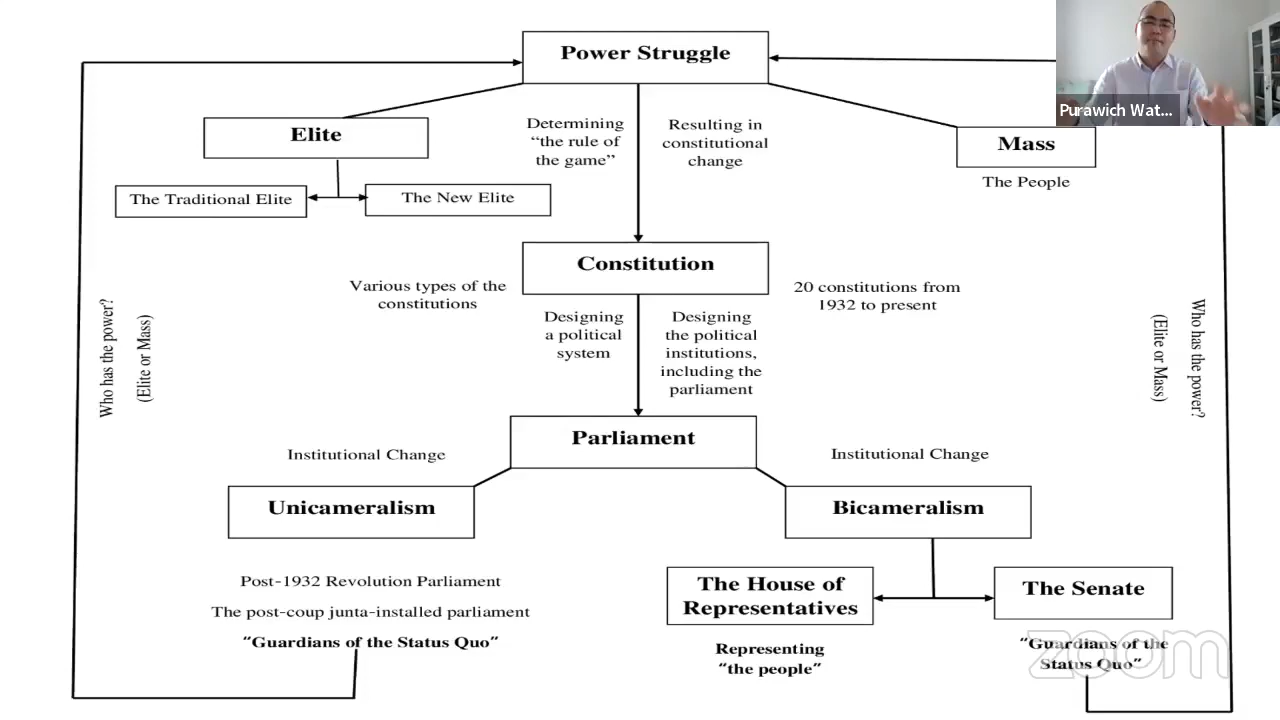 Power Struggle
Purawich Wat...
Elite
Determining
“the rule of
the game”
Resulting in
constitutional
change
Mass
The People
The Traditional Elite
The New Elite
Constitution
Various types of the
constitutions
20 constitutions from
1932 to present
Designing
a political
system
Designing
the political
institutions,
including the
parliament
Who has the power?
(Elite or Mass)
Who has the power?
(Elite or Mass)
Parliament
Institutional Change
Institutional Change
Unicameralism
Bicameralism
Post-1932 Revolution Parliament
The post-coup junta-installed parliament
“Guardians of the Status Quo”
The House of
Representatives
Representing
“the people”
The Senate
“Guardians of the
Status Quo”
zoom